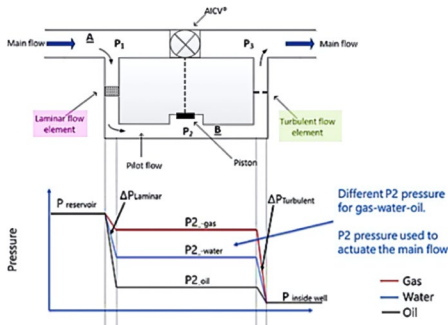 AICV®
A
P1
P3
Main flow
Main flow
Laminar flow
element
Turbulent flow
element
P2
B
Pilot flow
Piston
P reservoir
ΔPLaminar
ΔPTurbulent
P2,-gas
P2,-water
P2,oil
P inside well
Pressure
Different P2 pressure
for gas-water-oil.
P2 pressure used to
actuate the main flow
Gas
Water
Oil